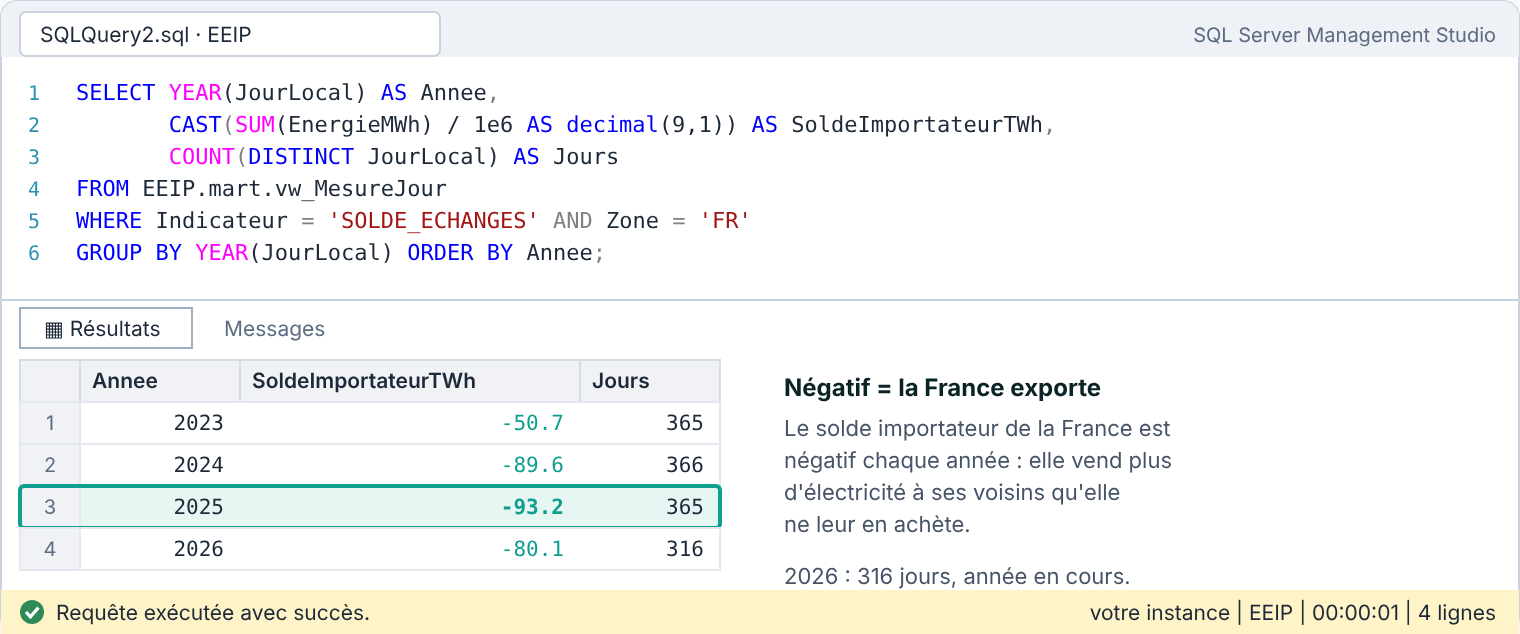 SQLQuery2.sql · EEIP
SQL Server Management Studio
1 SELECT YEAR(JourLocal) AS Annee,
2 CAST(SUM(EnergieMWh) / 1e6 AS decimal(9,1)) AS SoldeImportateurTWh,
3 COUNT(DISTINCT JourLocal) AS Jours
4 FROM EEIP.mart.vw_MesureJour
5 WHERE Indicateur = 'SOLDE_ECHANGES' AND Zone = 'FR'
6 GROUP BY YEAR(JourLocal) ORDER BY Annee;
▦ Résultats Messages
Annee SoldeImportateurTWh Jours
1 2023 -50.7 365
2 2024 -89.6 366
3 2025 -93.2 365
4 2026 -80.1 316
Négatif = la France exporte
Le solde importateur de la France est
négatif chaque année : elle vend plus
d'électricité à ses voisins qu'elle
ne leur en achète.
2026 : 316 jours, année en cours.
Requête exécutée avec succès.
votre instance | EEIP | 00:00:01 | 4 lignes